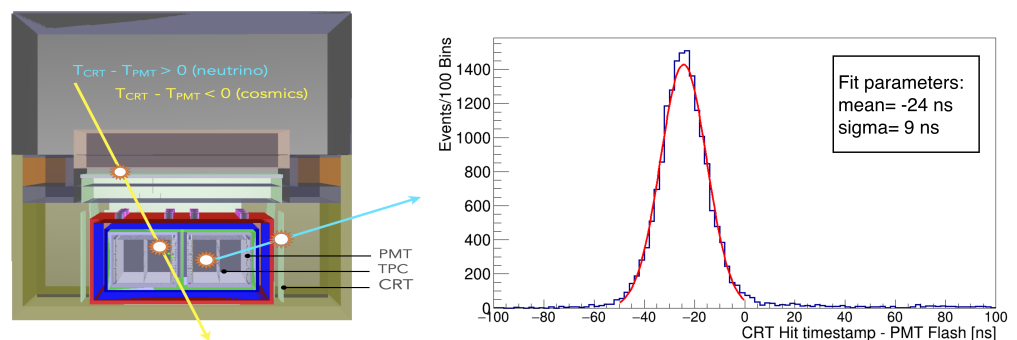 T_CRT - T_PMT > 0 (neutrino)
T_CRT - T_PMT < 0 (cosmics)
PMT
TPC
CRT
Events/100 Bins
1400
1200
1000
800
600
400
200
0
−100 −80 −60 −40 −20 0 20 40 60 80 100
CRT Hit timestamp - PMT Flash [ns]
Fit parameters:
mean= -24 ns
sigma= 9 ns